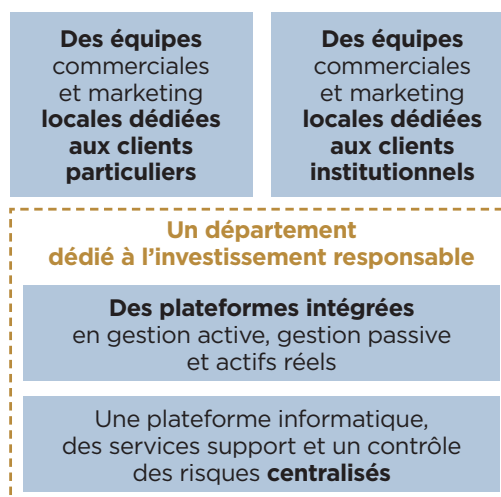 Des équipes
commerciales
et marketing
locales dédiées
aux clients
particuliers
Des équipes
commerciales
et marketing
locales dédiées
aux clients
institutionnels
Un département
dédié à l’investissement responsable
Des plateformes intégrées
en gestion active, gestion passive
et actifs réels
Une plateforme informatique,
des services support et un contrôle
des risques centralisés